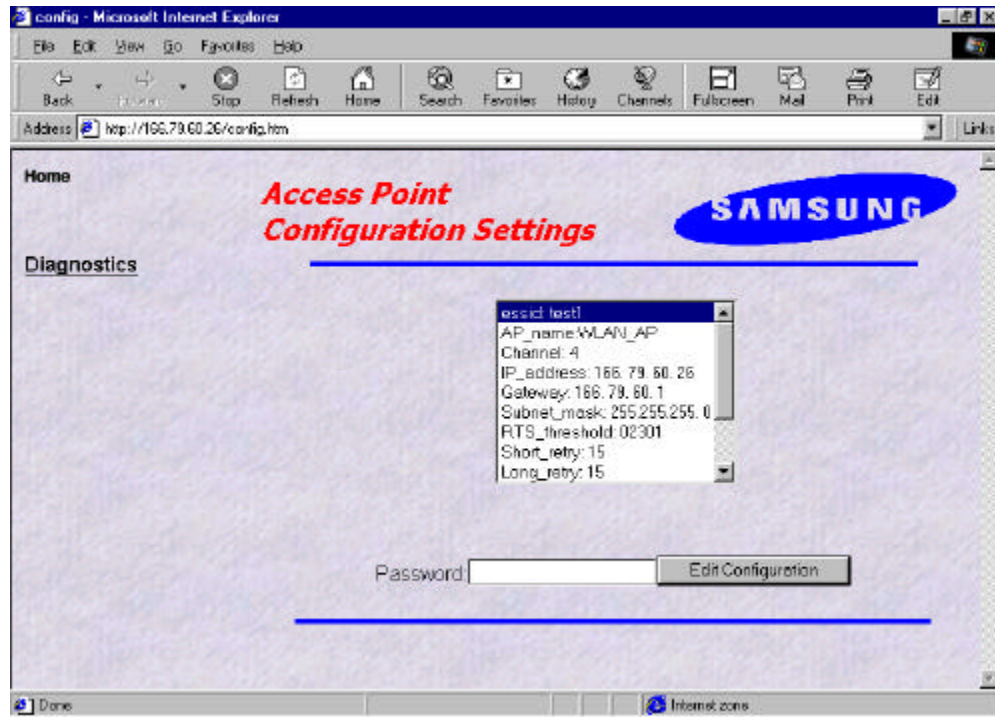 config - Microsoft Internet Explorer
File Edit View Go Favorites Help
Back Forward Stop Refresh Home Search Favorites History Channels Fullscreen Mail Print Edit
Address http://166.79.60.26/config.htm Links
Home
Access Point
Configuration Settings
SAMSUNG
Diagnostics
essid: test1
AP_name:WLAN_AP
Channel: 4
IP_address: 166. 79. 60. 26
Gateway: 166. 79. 60. 1
Subnet_mask: 255.255.255. 0
RTS_threshold: 02301
Short_retry: 15
Long_retry: 15
Password:
Edit Configuration
Done
Internet zone